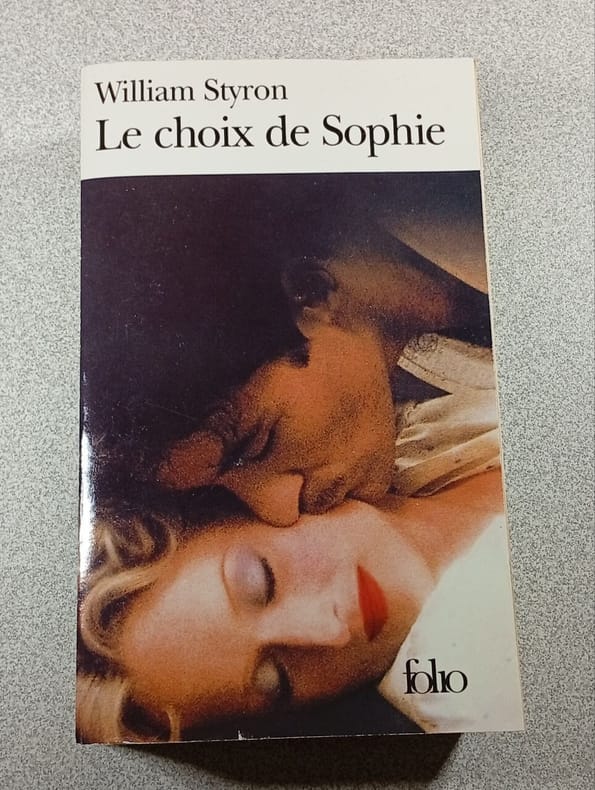 William Styron
Le choix de Sophie
folio